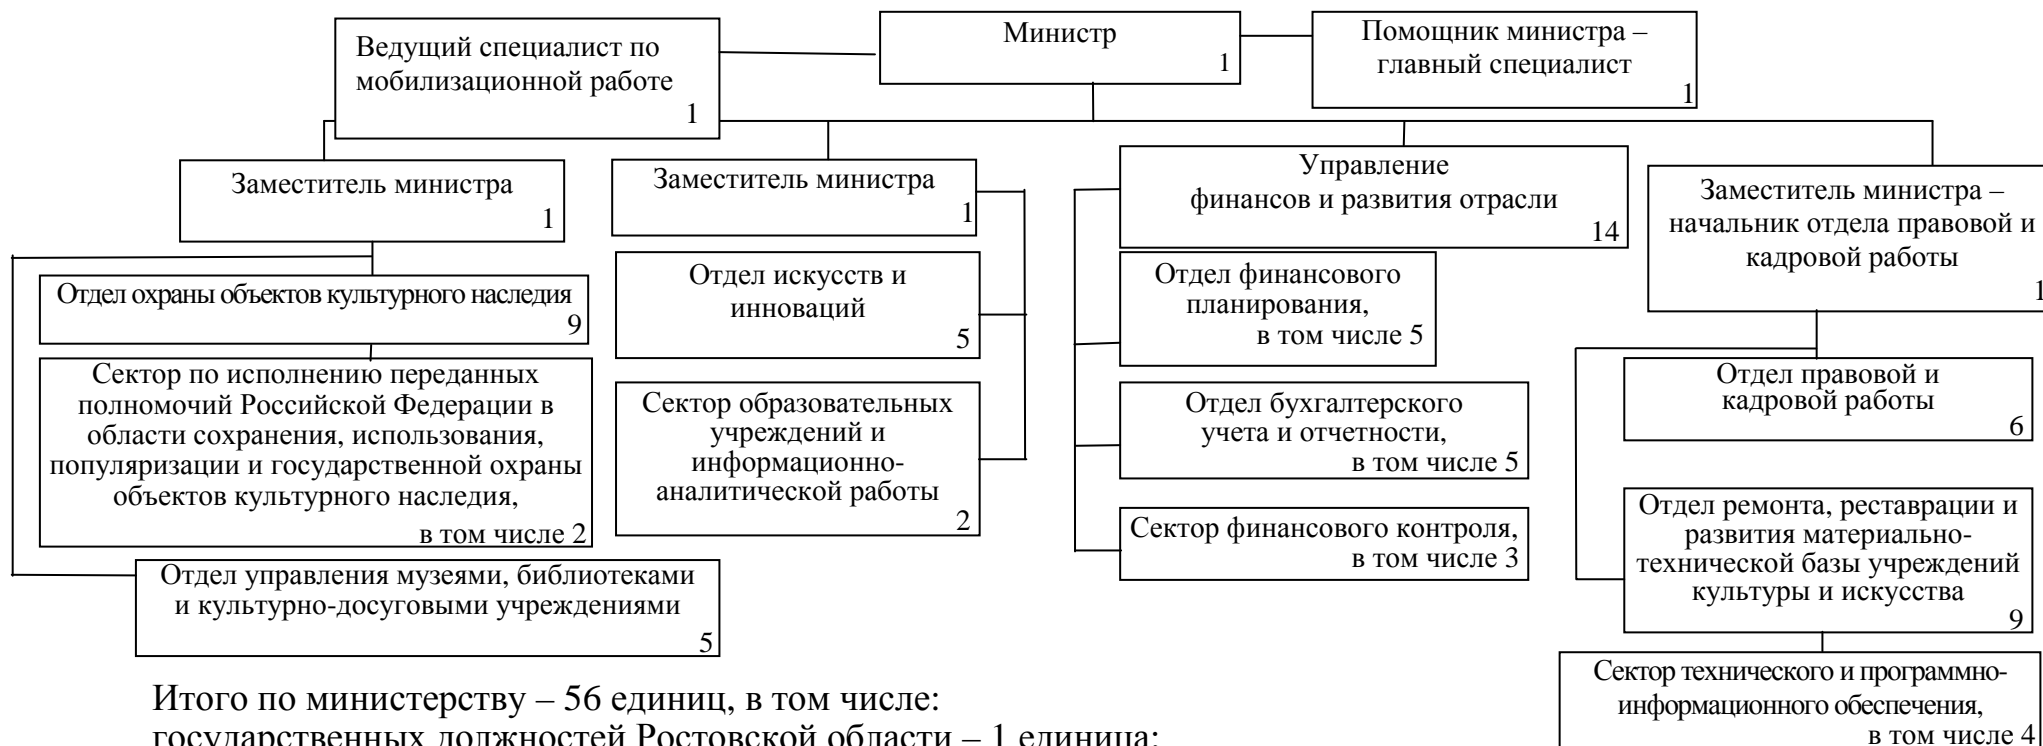 Ведущий специалист по
мобилизационной работе
1
Министр
1
Помощник министра –
главный специалист
1
Заместитель министра
1
Отдел охраны объектов культурного наследия
9
Сектор по исполнению переданных
полномочий Российской Федерации в
области сохранения, использования,
популяризации и государственной охраны
объектов культурного наследия,
в том числе 2
Отдел управления музеями, библиотеками
и культурно-досуговыми учреждениями
5
Заместитель министра
1
Отдел искусств и
инноваций
5
Сектор образовательных
учреждений и
информационно-
аналитической работы
2
Управление
финансов и развития отрасли
14
Отдел финансового
планирования,
в том числе 5
Отдел бухгалтерского
учета и отчетности,
в том числе 5
Сектор финансового контроля,
в том числе 3
Заместитель министра –
начальник отдела правовой и
кадровой работы
1
Отдел правовой и
кадровой работы
6
Отдел ремонта, реставрации и
развития материально-
технической базы учреждений
культуры и искусства
9
Сектор технического и программно-
информационного обеспечения,
в том числе 4
Итого по министерству – 56 единиц, в том числе:
государственных должностей Ростовской области – 1 единица;